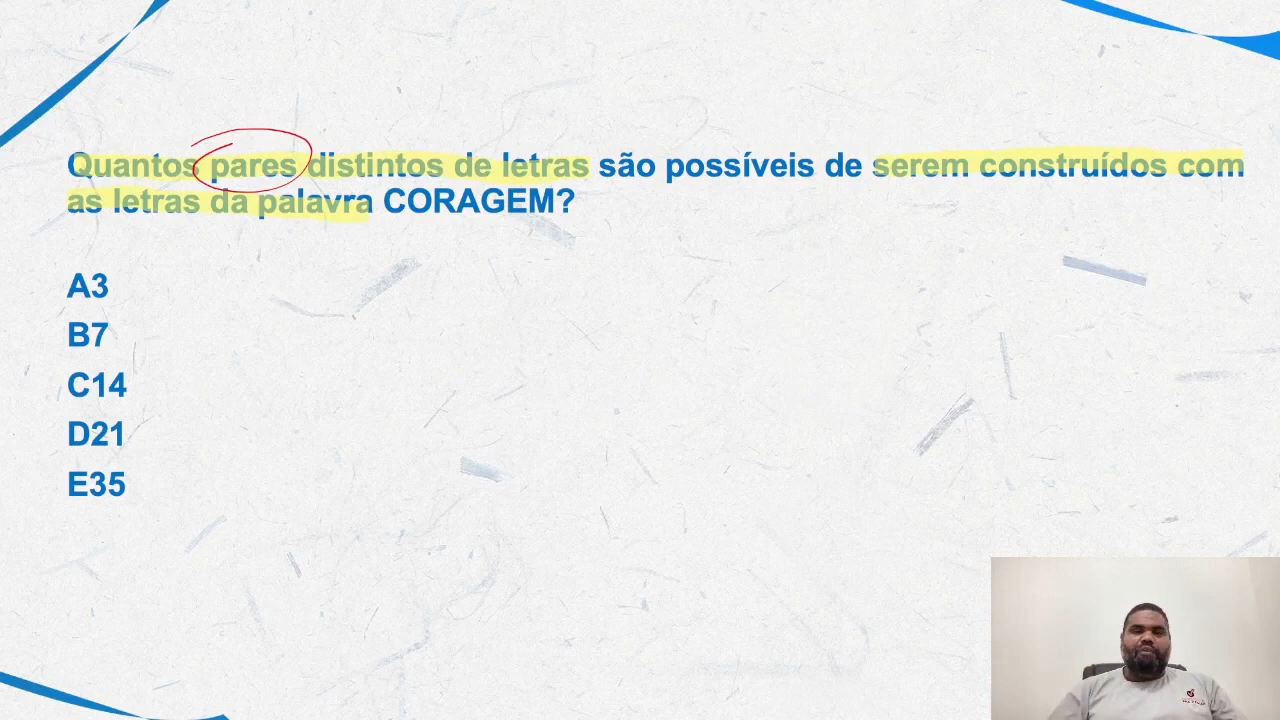 Quantos pares distintos de letras são possíveis de serem construídos com
as letras da palavra CORAGEM?
A3
B7
C14
D21
E35